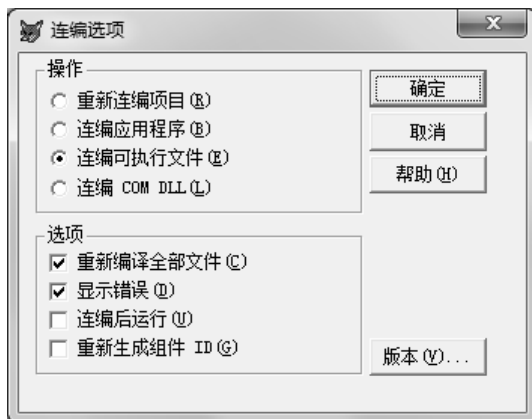 连编选项
操作
重新连编项目(R)
连编应用程序(B)
连编可执行文件(E)
连编 COM DLL(L)
确定
取消
帮助(H)
选项
重新编译全部文件(C)
显示错误(D)
连编后运行(U)
重新生成组件 ID(G)
版本(V)...